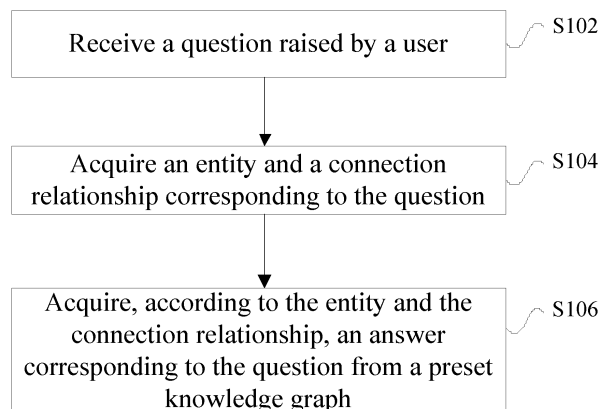 Receive a question raised by a user
S102
Acquire an entity and a connection
relationship corresponding to the question
S104
Acquire, according to the entity and the
connection relationship, an answer
corresponding to the question from a preset
knowledge graph
S106